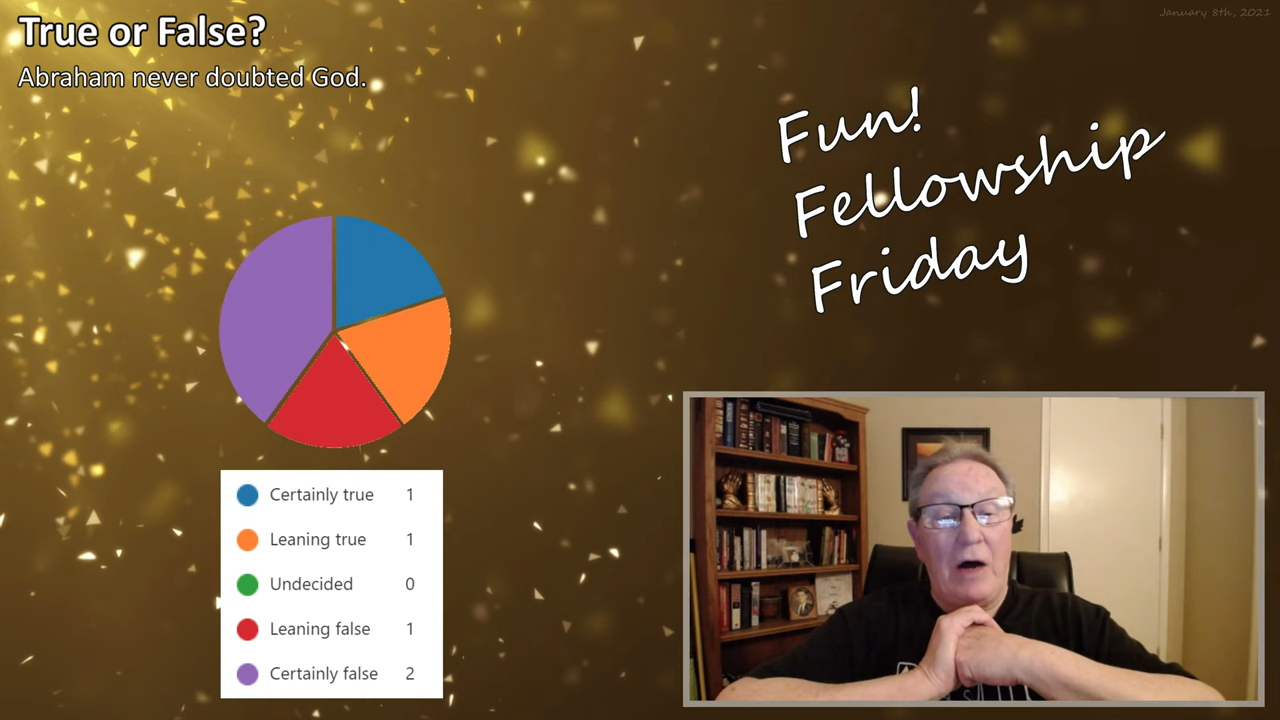 True or False?
Abraham never doubted God.
January 8th, 2021
Fun!
Fellowship
Friday
Certainly true 1
Leaning true 1
Undecided 0
Leaning false 1
Certainly false 2